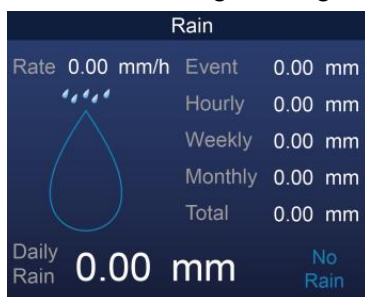 Rain
Rate 0.00 mm/h
Event 0.00 mm
Hourly 0.00 mm
Weekly 0.00 mm
Monthly 0.00 mm
Total 0.00 mm
Daily
Rain
0.00 mm
No
Rain